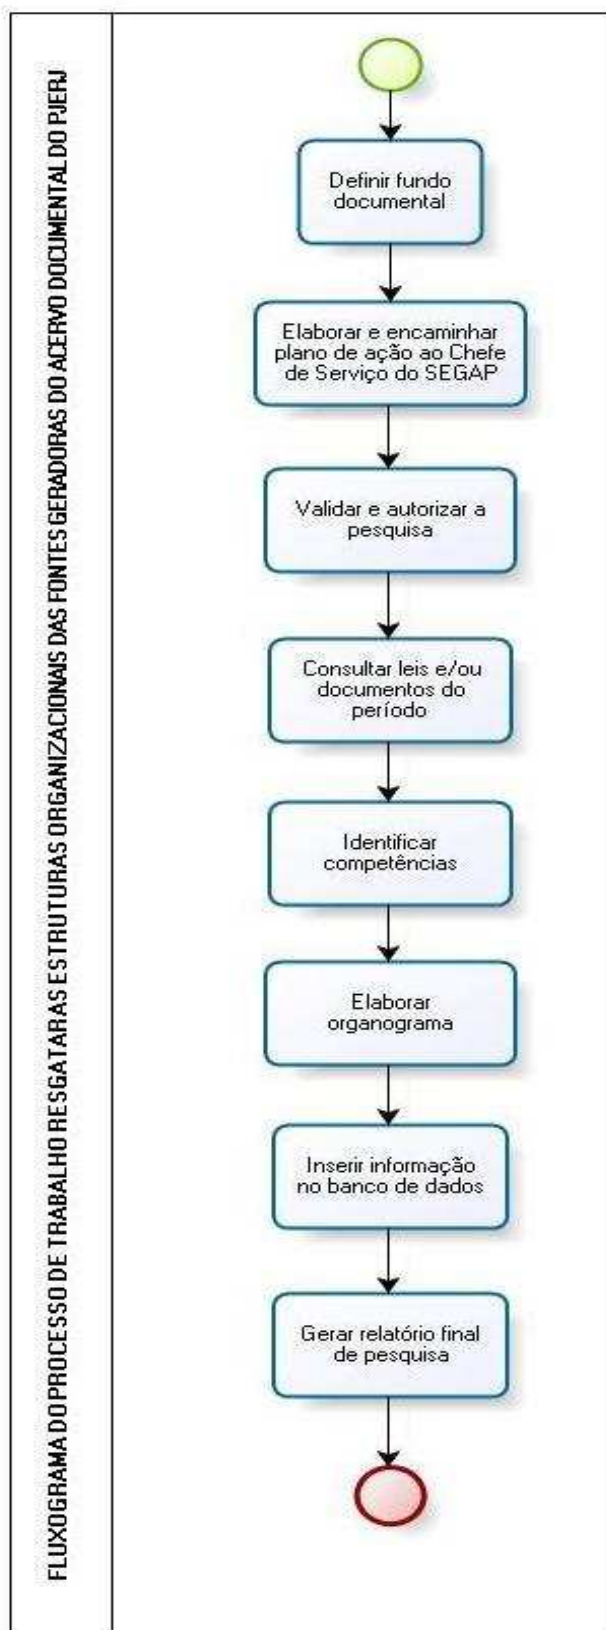 FLUXOGRAMA DO PROCESSO DE TRABALHO RESGATAR AS ESTRUTURAS ORGANIZACIONAIS DAS FONTES GERADORAS DO ACERVO DOCUMENTAL DO PJERJ
Definir fundo
documental
Elaborar e encaminhar
plano de ação ao Chefe
de Serviço do SEGAP
Validar e autorizar a
pesquisa
Consultar leis e/ou
documentos do
período
Identificar
competências
Elaborar
organograma
Inserir informação
no banco de dados
Gerar relatório final
de pesquisa